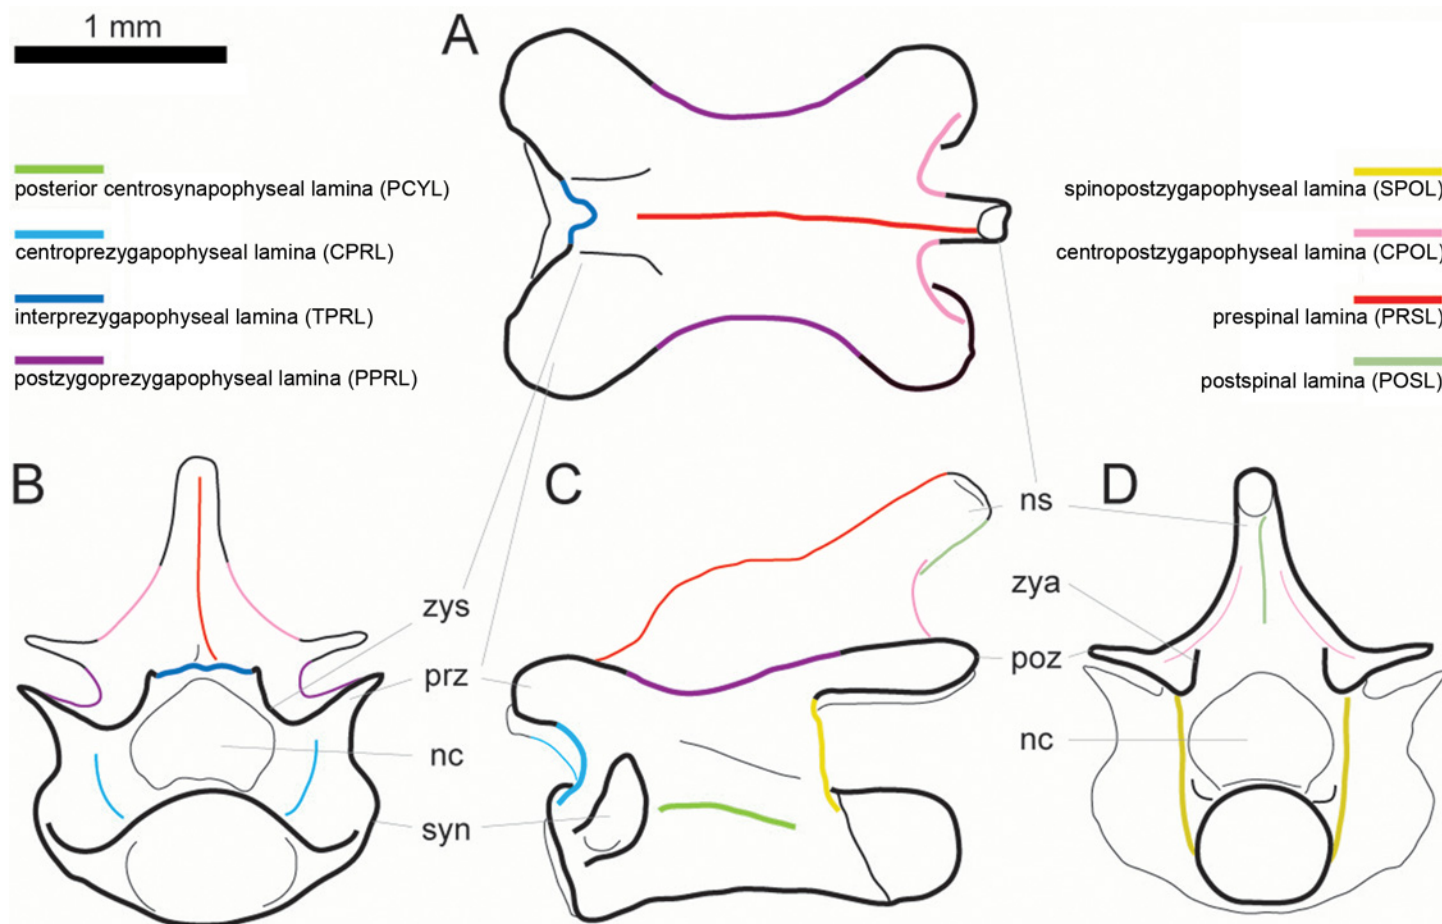 1 mm
A
posterior centrosynapophyseal lamina (PCYL)
centroprezygapophyseal lamina (CPRL)
interprezygapophyseal lamina (TPRL)
postzygoprezygapophyseal lamina (PPRL)
spinopostzygapophyseal lamina (SPOL)
centropostzygapophyseal lamina (CPOL)
prespinal lamina (PRSL)
postspinal lamina (POSL)
B
C
D
ns
zys
zya
prz
poz
nc
nc
syn